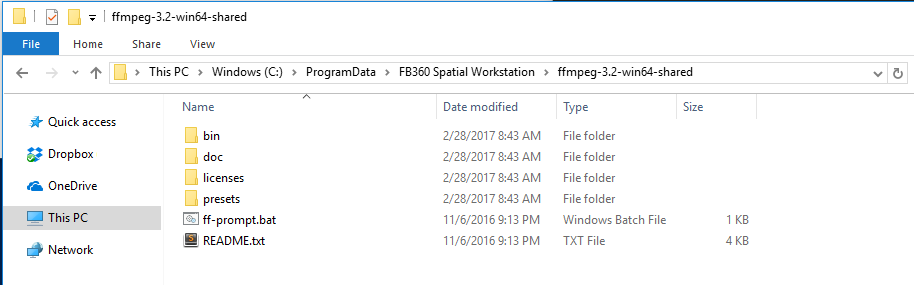 ffmpeg-3.2-win64-shared
File Home Share View
This PC Windows (C:) ProgramData FB360 Spatial Workstation ffmpeg-3.2-win64-shared
Name Date modified Type Size
Quick access
Dropbox
OneDrive
This PC
Network
bin 2/28/2017 8:43 AM File folder
doc 2/28/2017 8:43 AM File folder
licenses 2/28/2017 8:43 AM File folder
presets 2/28/2017 8:43 AM File folder
ff-prompt.bat 11/6/2016 9:13 PM Windows Batch File 1 KB
README.txt 11/6/2016 9:13 PM TXT File 4 KB